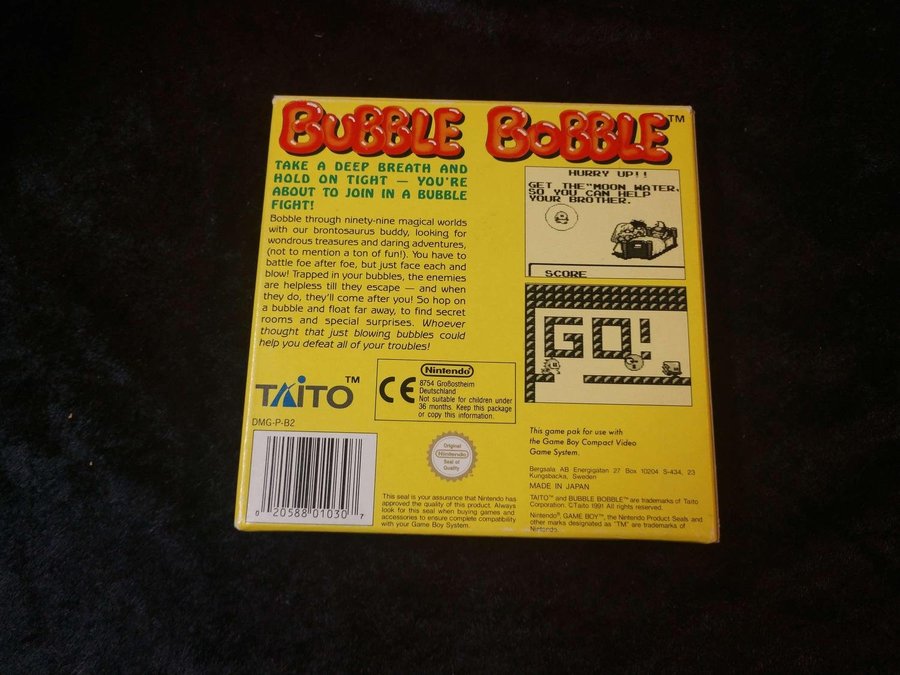 BUBBLE BOBBLE™
TAKE A DEEP BREATH AND
HOLD ON TIGHT — YOU'RE
ABOUT TO JOIN IN A BUBBLE
FIGHT!
Bobble through ninety-nine magical worlds
with our brontosaurus buddy, looking for
wondrous treasures and daring adventures,
(not to mention a ton of fun!). You have to
battle foe after foe, but just face each and
blow! Trapped in your bubbles, the enemies
are helpless till they escape — and when
they do, they'll come after you! So hop on
a bubble and float far away, to find secret
rooms and special surprises. Whoever
thought that just blowing bubbles could
help you defeat all of your troubles!
HURRY UP!!
GET THE "MOON WATER,
SO YOU CAN HELP
YOUR BROTHER.
SCORE
GO!
TAITO™
DMG-P-B2
CE
Nintendo®
8754 Großostheim
Deutschland
Not suitable for children under
36 months. Keep this package
or copy this information.
0 20588 01030 7
Original
Nintendo
Seal of
Quality
This seal is your assurance that Nintendo has
approved the quality of this product. Always
look for this seal when buying games and
accessories to ensure complete compatibility
with your Game Boy System.
This game pak for use with
the Game Boy Compact Video
Game System.
Bergsala AB Energigatan 27 Box 10204 S-434, 23
Kungabacka, Sweden
MADE IN JAPAN
TAITO™ and BUBBLE BOBBLE™ are trademarks of Taito
Corporation. ©Taito 1991 All rights reserved.
Nintendo®, GAME BOY™, the Nintendo Product Seals and
other marks designated as "TM" are trademarks of
Nintendo.